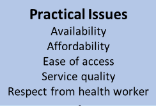 Practical Issues
Availability
Affordability
Ease of access
Service quality
Respect from health worker